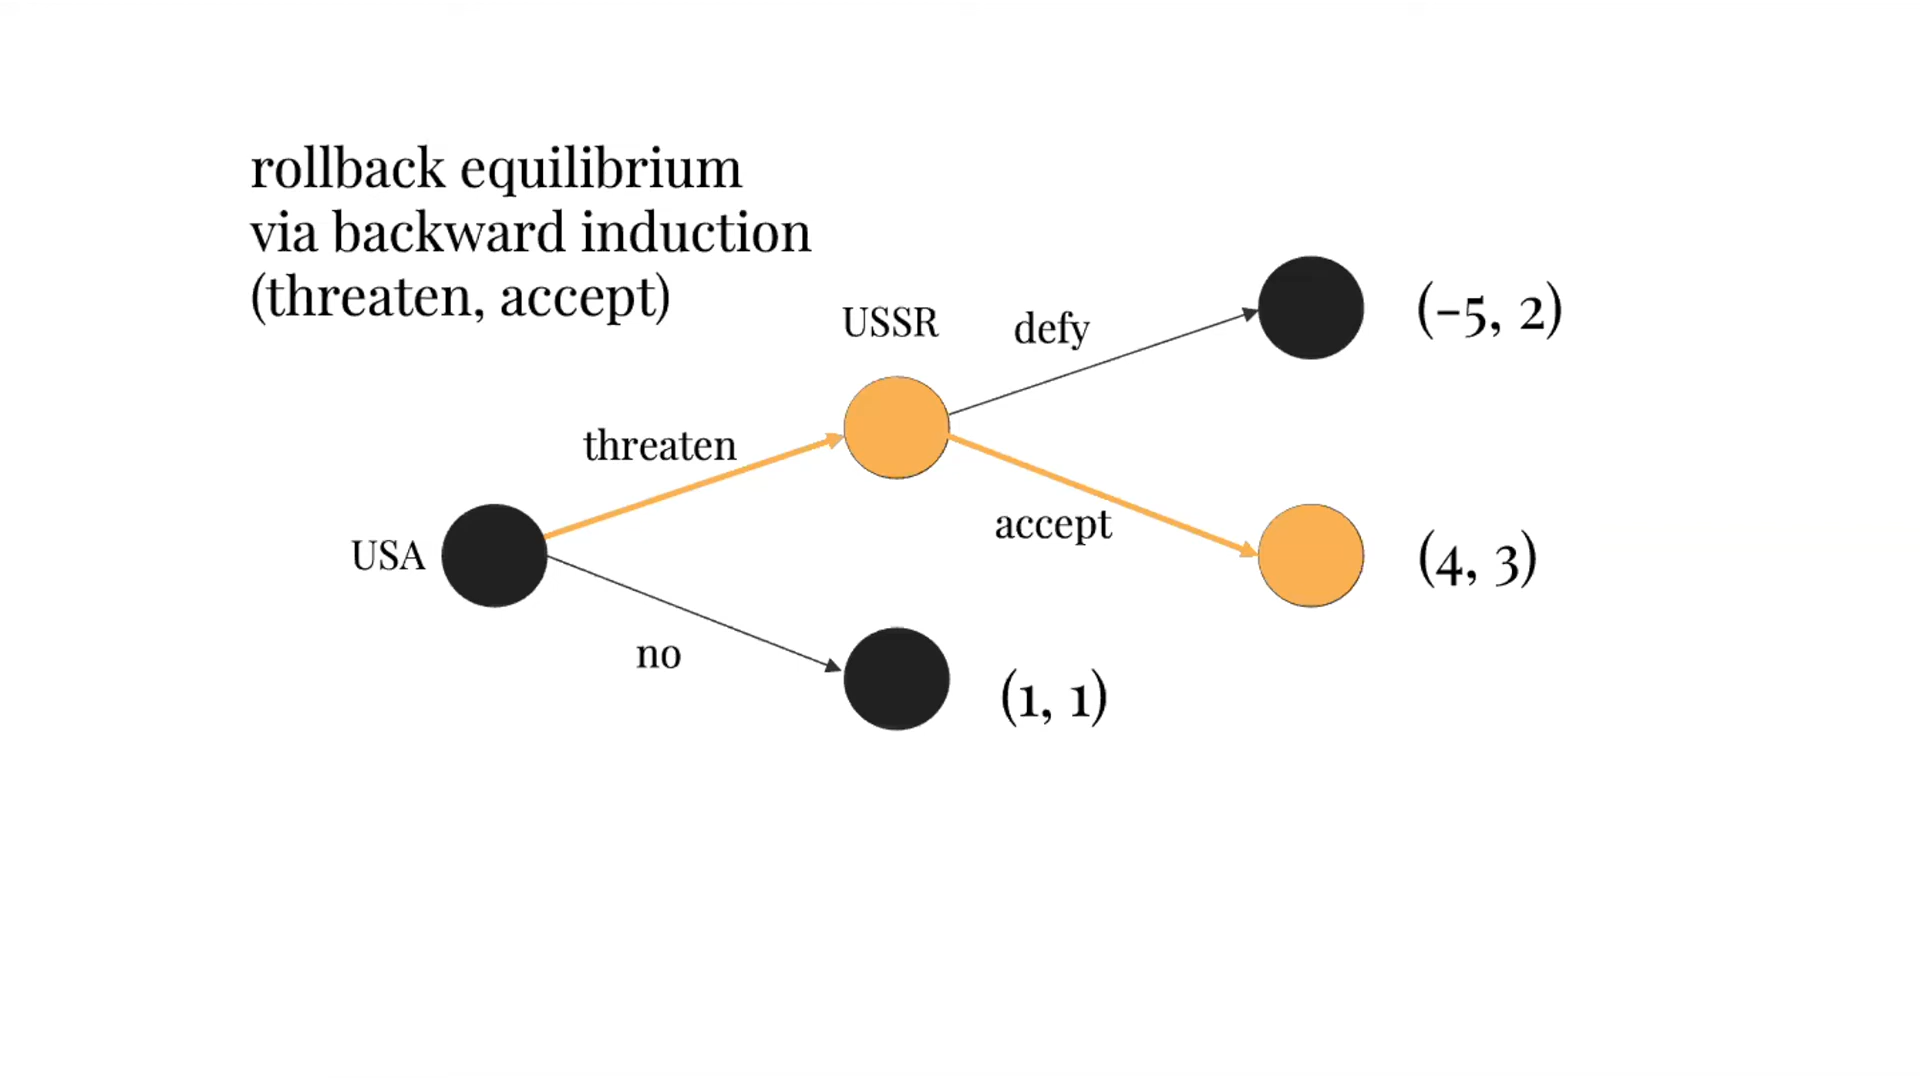 rollback equilibrium
via backward induction
(threaten, accept)
USSR
defy
(-5, 2)
threaten
accept
USA
(4, 3)
no
(1, 1)